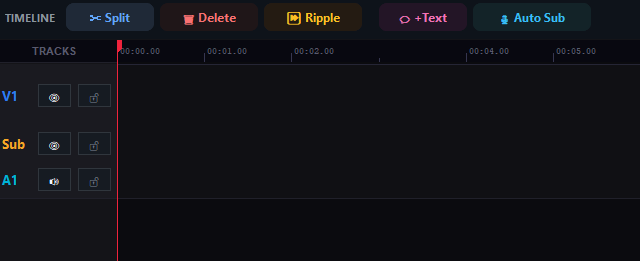 TIMELINE Split Delete Ripple +Text Auto Sub
TRACKS 00:00.00 00:01.00 00:02.00 00:04.00 00:05.00
V1
Sub
A1